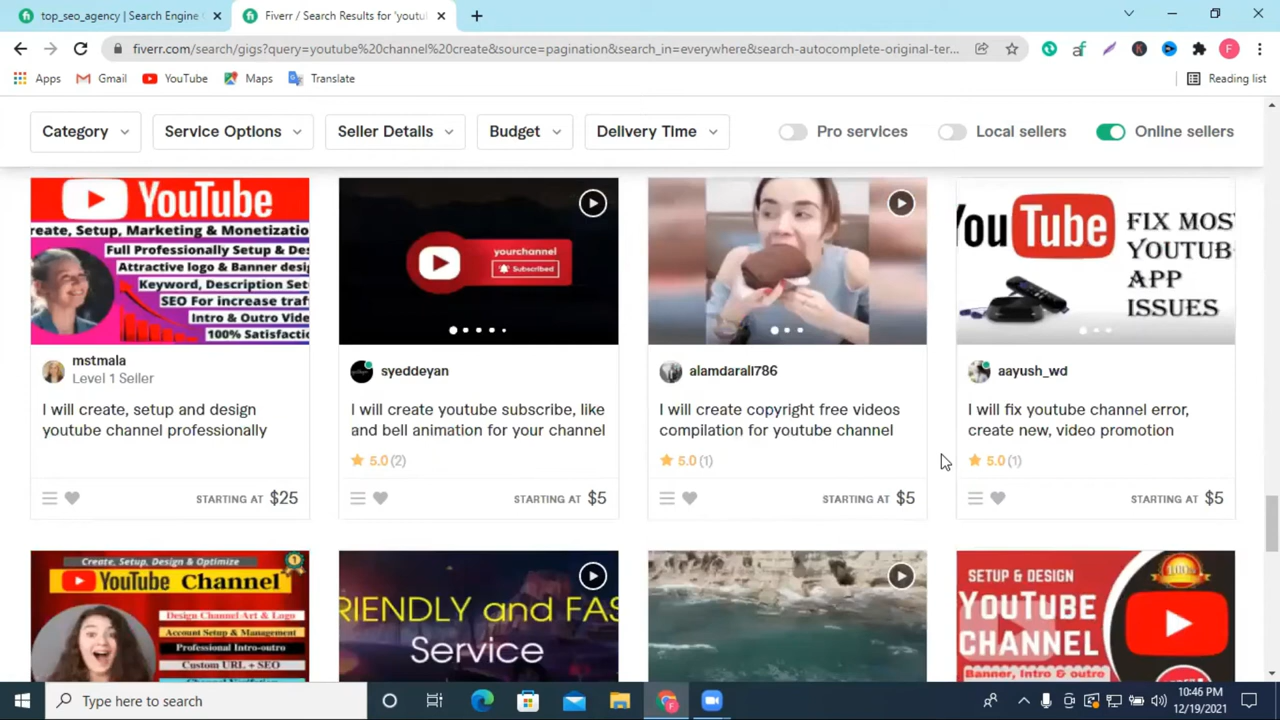 top_seo_agency | Search Engine
Fiverr / Search Results for 'youtu
fiverr.com/search/gigs?query=youtube%20channel%20create&source=pagination&search_in=everywhere&search-autocomplete-original-ter...
F
Apps
Gmail
YouTube
Maps
Translate
Reading list
Category
Service Options
Seller Details
Budget
Delivery Time
Pro services
Local sellers
Online sellers
YouTube
reate, Setup, Marketing & Monetizatio
Full Professionally Setup & Des
Attractive logo & Banner desig
Keyword, Description Set
SEO For increase traf
Intro & Outro Vide
100% Satisfactio
mstmala
Level 1 Seller
I will create, setup and design
youtube channel professionally
STARTING AT $25
yourchannel
Subscribed
syeddeyan
I will create youtube subscribe, like
and bell animation for your channel
5.0 (2)
STARTING AT $5
alamdarali786
I will create copyright free videos
compilation for youtube channel
5.0 (1)
STARTING AT $5
You Tube
FIX MOS
YOUTUB
APP
ISSUES
aayush_wd
I will fix youtube channel error,
create new, video promotion
5.0 (1)
STARTING AT $5
Create, Setup, Design & Optimize
YouTube Channel
Design Channel Art & Logo
Account Setup & Management
Professional Intro-outro
Custom URL + SEO
RIENDLY and FAS
Service
SETUP & DESIGN
YOUTUBE
CHANNEL
Banner, Intro & outro
100%
Type here to search
10:46 PM
12/19/2021